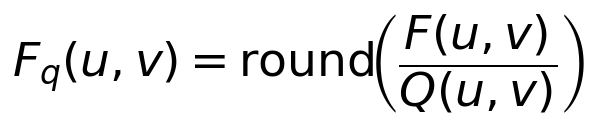 F_q(u, v) = round(F(u, v) / Q(u, v))